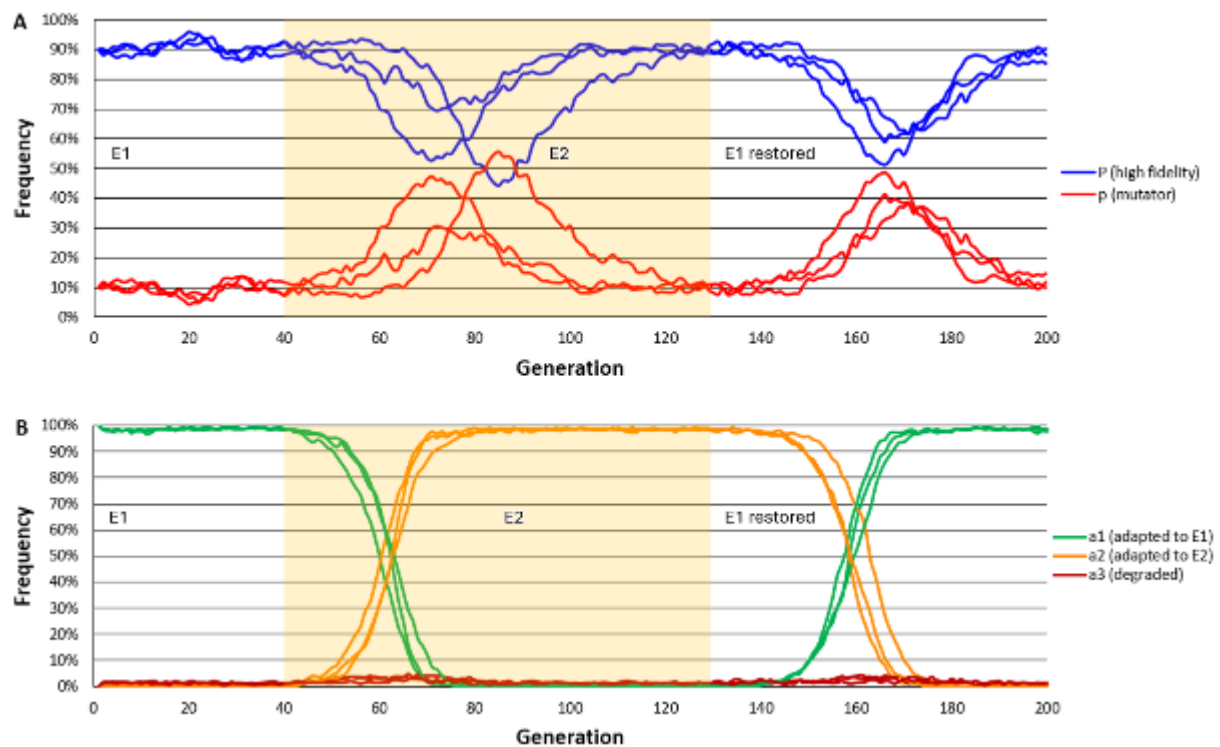 A
100%
90%
80%
70%
60%
50%
40%
30%
20%
10%
0%
Frequency
E1
E2
E1 restored
P (high fidelity)
p (mutator)
0 20 40 60 80 100 120 140 160 180 200
Generation
B
100%
90%
80%
70%
60%
50%
40%
30%
20%
10%
0%
Frequency
E1
E2
E1 restored
a1 (adapted to E1)
a2 (adapted to E2)
a3 (degraded)
0 20 40 60 80 100 120 140 160 180 200
Generation